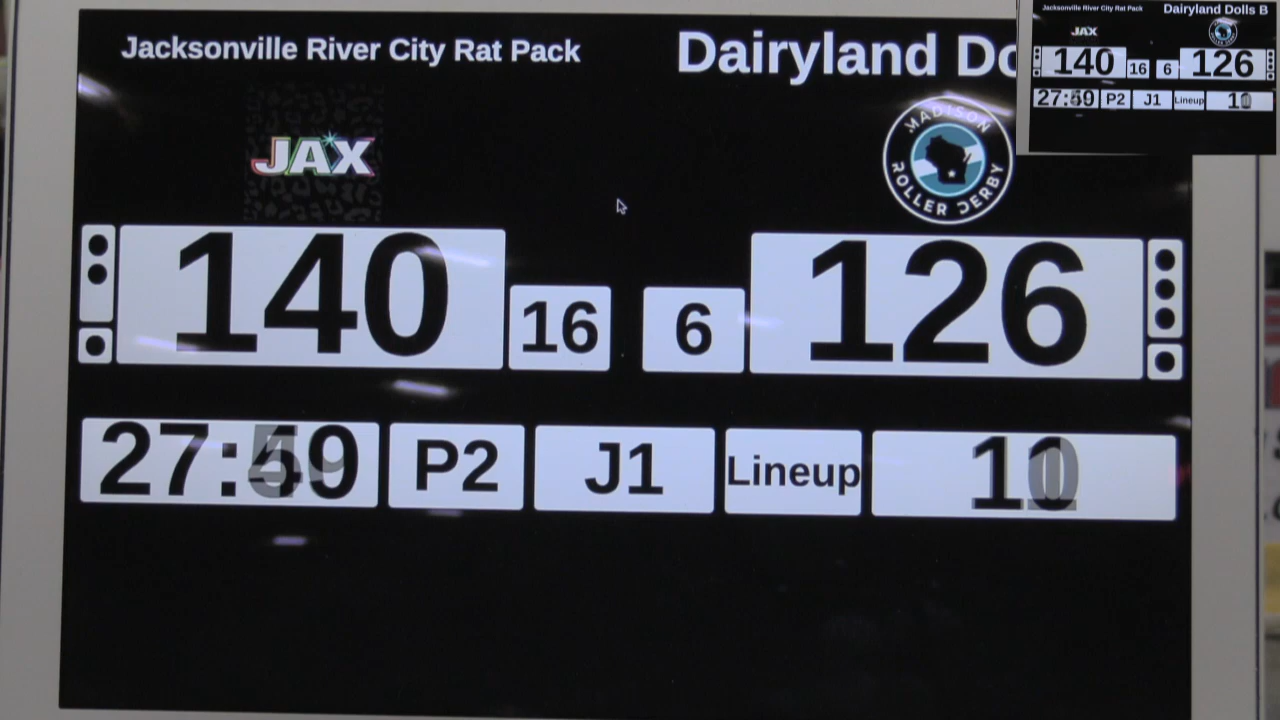 Jacksonville River City Rat Pack
Dairyland Do
JAX
MADISON
ROLLER DERBY
140
16
6
126
P2
J1
Lineup
Jacksonville River City Rat Pack
Dairyland Dolls B
JAX
140
16
6
126
P2
J1
Lineup